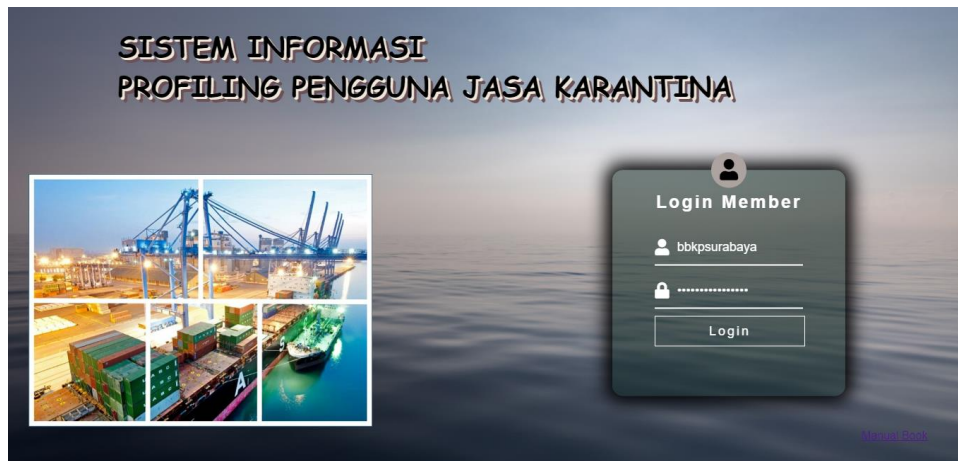 SISTEM INFORMASI
PROFILING PENGGUNA JASA KARANTINA
Login Member
bbkpsurabaya
••••••••••••••••
Login
Manual Book